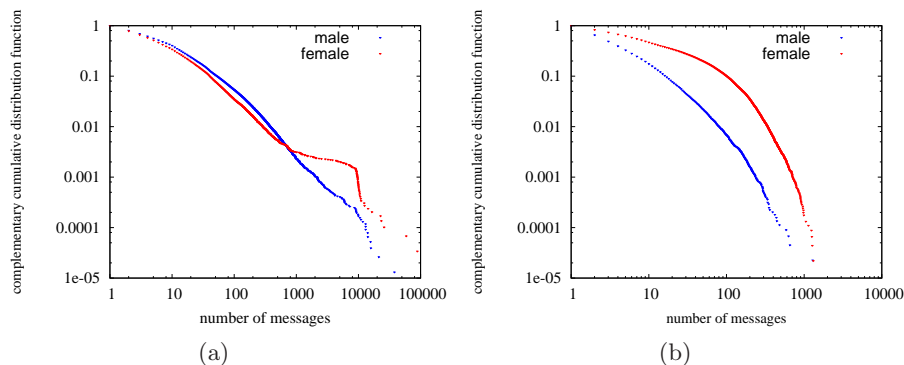 complementary cumulative distribution function
1
0.1
0.01
0.001
0.0001
1e-05
male
female
1 10 100 1000 10000 100000
number of messages
(a)
complementary cumulative distribution function
1
0.1
0.01
0.001
0.0001
1e-05
male
female
1 10 100 1000 10000
number of messages
(b)